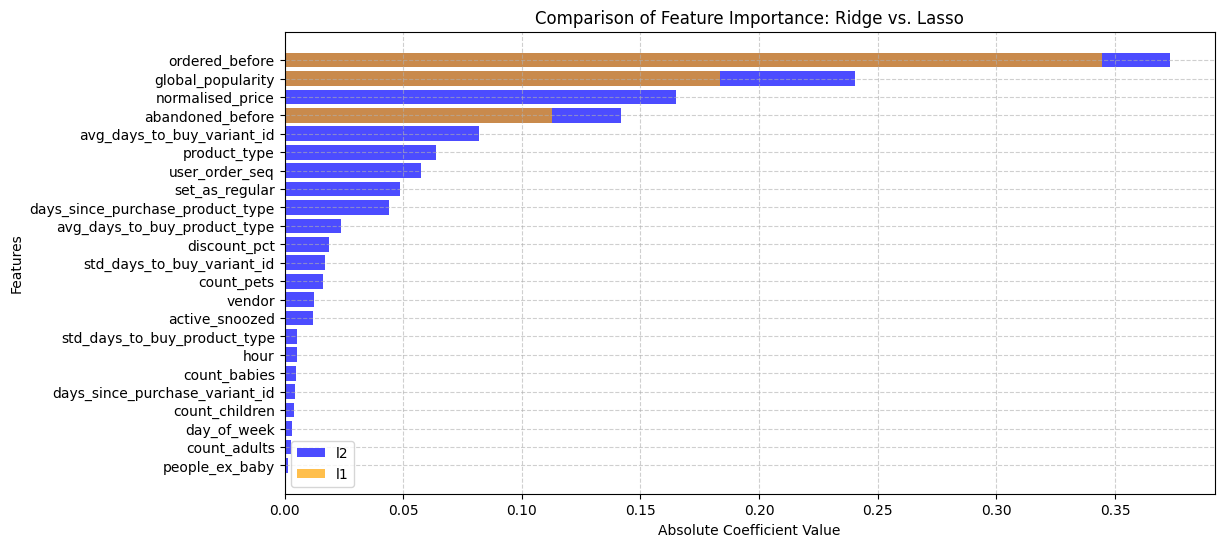 Comparison of Feature Importance: Ridge vs. Lasso
Features
ordered_before
global_popularity
normalised_price
abandoned_before
avg_days_to_buy_variant_id
product_type
user_order_seq
set_as_regular
days_since_purchase_product_type
avg_days_to_buy_product_type
discount_pct
std_days_to_buy_variant_id
count_pets
vendor
active_snoozed
std_days_to_buy_product_type
hour
count_babies
days_since_purchase_variant_id
count_children
day_of_week
count_adults
people_ex_baby
l2
l1
0.00 0.05 0.10 0.15 0.20 0.25 0.30 0.35
Absolute Coefficient Value